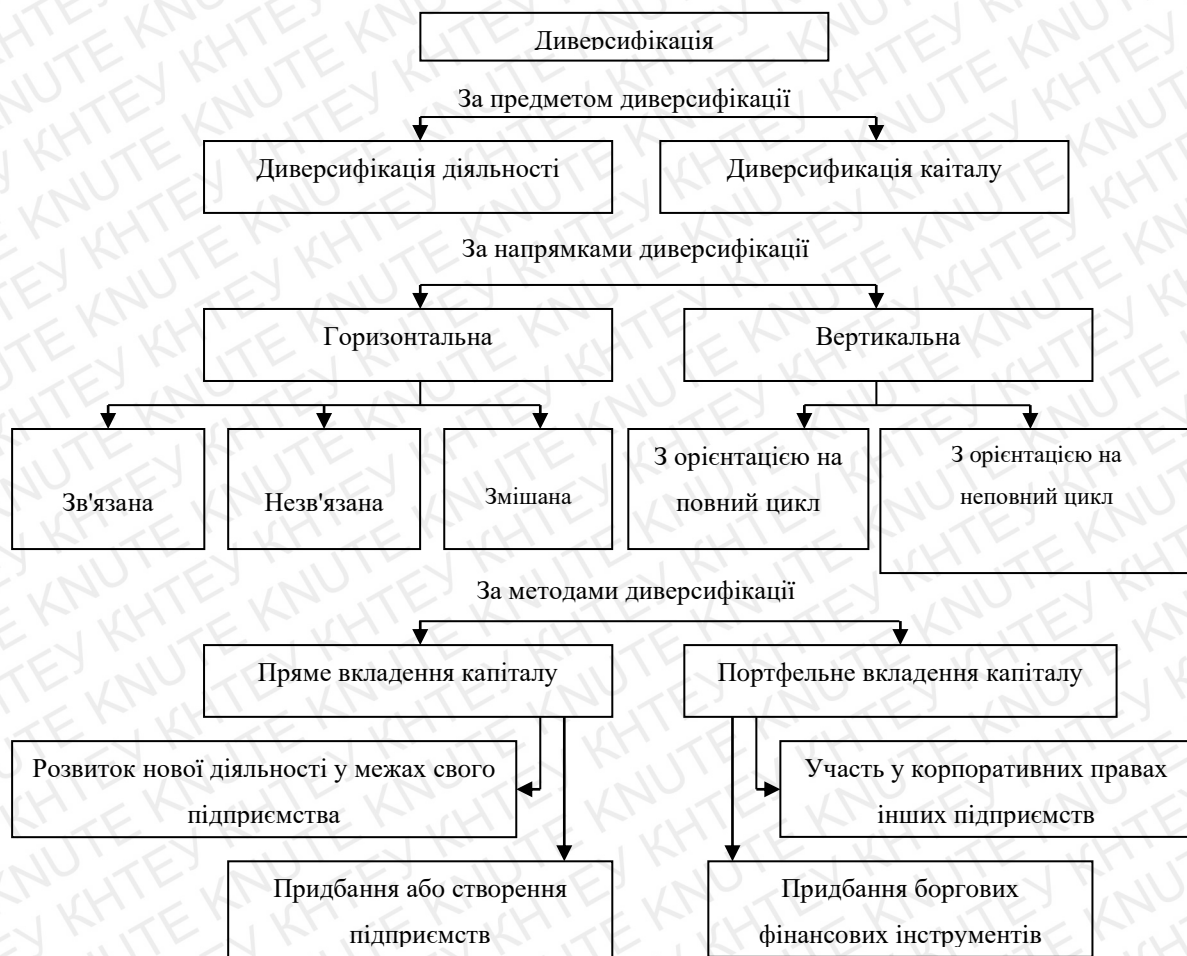 Диверсифікація
За предметом диверсифікації
Диверсифікація діяльності
Диверсификація каіталу
За напрямками диверсифікації
Горизонтальна
Вертикальна
Зв'язана
Незв'язана
Змішана
З орієнтацією на
повний цикл
З орієнтацією на
неповний цикл
За методами диверсифікації
Пряме вкладення капіталу
Портфельне вкладення капіталу
Розвиток нової діяльності у межах свого
підприємства
Участь у корпоративних правах
інших підприємств
Придбання або створення
підприємств
Придбання боргових
фінансових інструментів